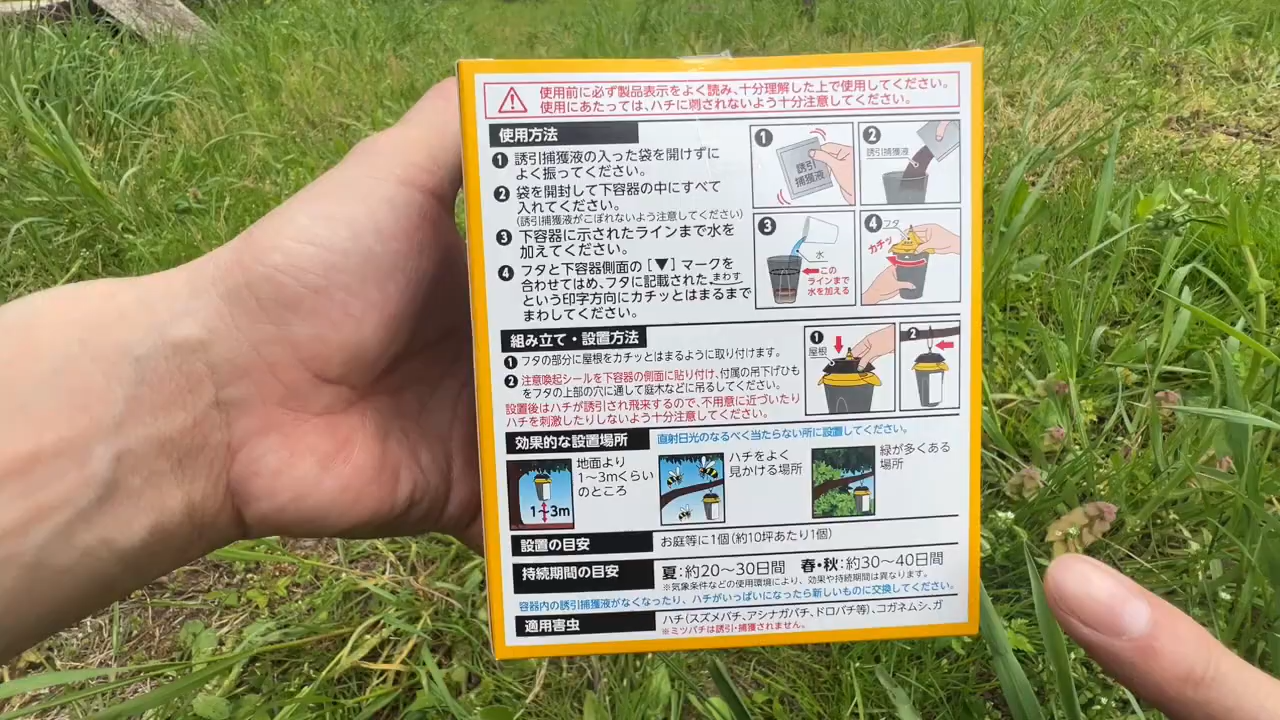 使用前に必ず製品表示をよく読み、十分理解した上で使用してください。
使用にあたっては、ハチに刺されないよう十分注意してください。
使用方法
❶ 誘引捕獲液の入った袋を開けずに
よく振ってください。
❷ 袋を開封して下容器の中にすべて
入れてください。
(誘引捕獲液がこぼれないよう注意してください)
❸ 下容器に示されたラインまで水を
加えてください。
❹ フタと下容器側面の［▼］マークを
合わせてはめ、フタに記載された まわす
という印字方向にカチッとはまるまで
まわしてください。
❶
誘引
捕獲液
❷
誘引捕獲液
❸
水
この
ラインまで
水を加える
❹
フタ
カチッ
組み立て・設置方法
❶ フタの部分に屋根をカチッとはまるように取り付けます。
❷ 注意喚起シールを下容器の側面に貼り付け、付属の吊下げひも
をフタの上部の穴に通して庭木などに吊るしてください。
設置後はハチが誘引され飛来するので、不用意に近づいたり
ハチを刺激したりしないよう十分注意してください。
❶
屋根
❷
効果的な設置場所
直射日光のなるべく当たらない所に設置してください。
地面より
1〜3mくらい
のところ
1〜3m
ハチをよく
見かける場所
緑が多くある
場所
設置の目安
お庭等に1個(約10坪あたり1個)
持続期間の目安
夏：約20〜30日間 春・秋：約30〜40日間
※気象条件などの使用環境により、効果や持続期間は異なります。
容器内の誘引捕獲液がなくなったり、ハチがいっぱいになったら新しいものに交換してください。
適用害虫
ハチ(スズメバチ、アシナガバチ、ドロバチ等)、コガネムシ、ガ
※ミツバチは誘引・捕獲されません。